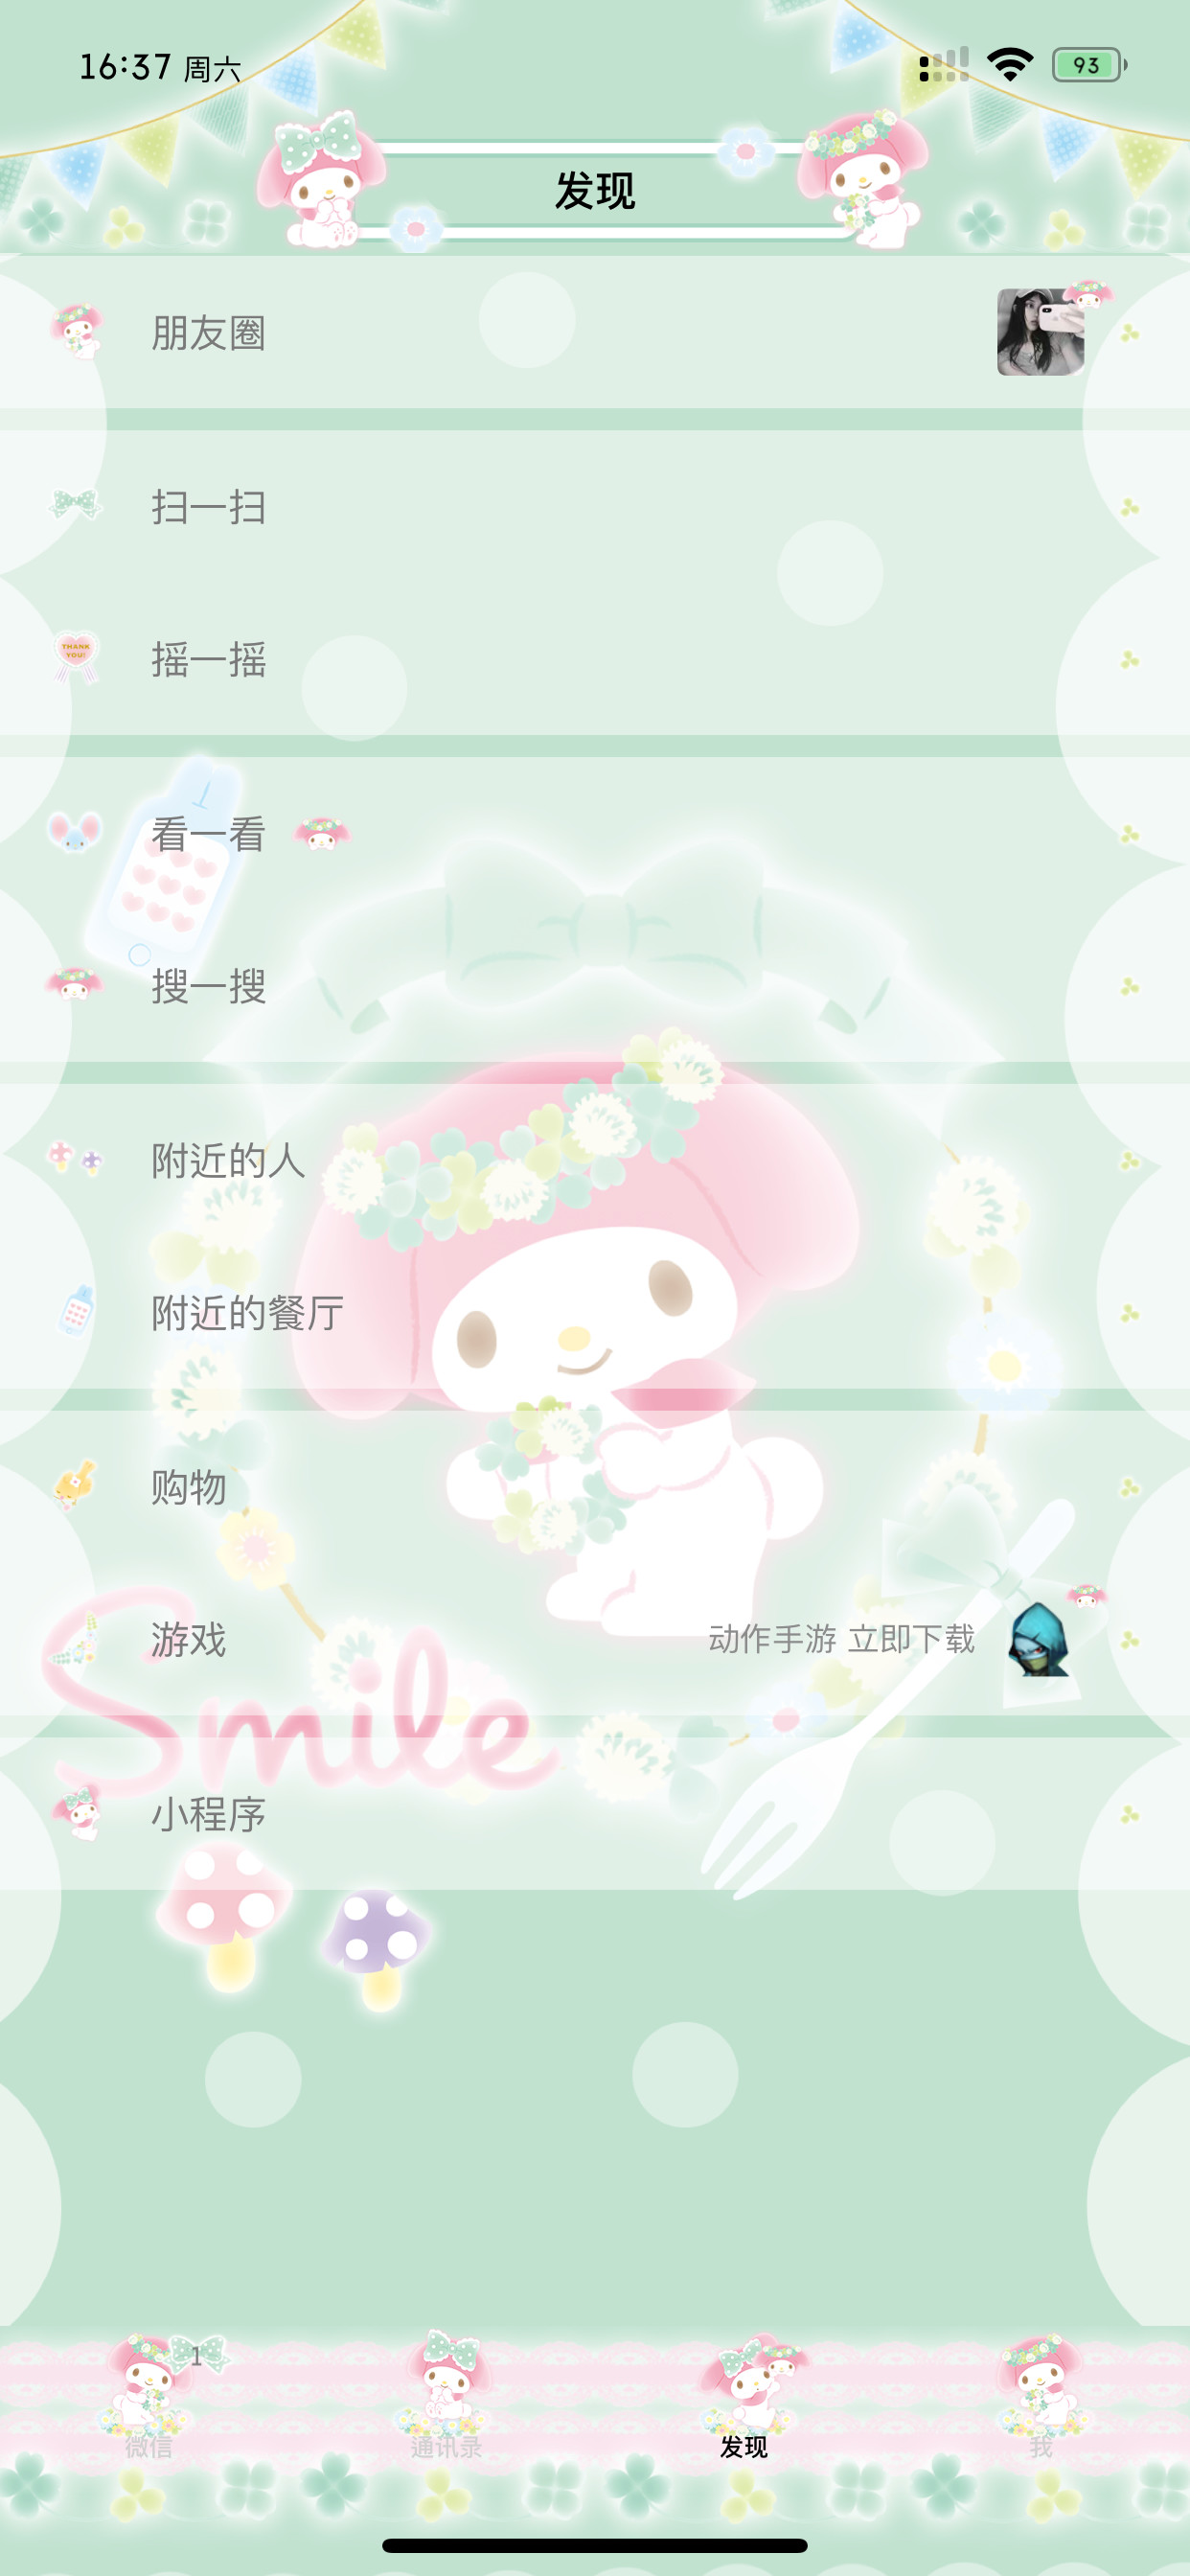 16:37 周六
93
发现
朋友圈
扫一扫
THANK
YOU!
摇一摇
看一看
搜一搜
附近的人
附近的餐厅
购物
游戏
动作手游 立即下载
Smile
小程序
1
微信
通讯录
发现
我